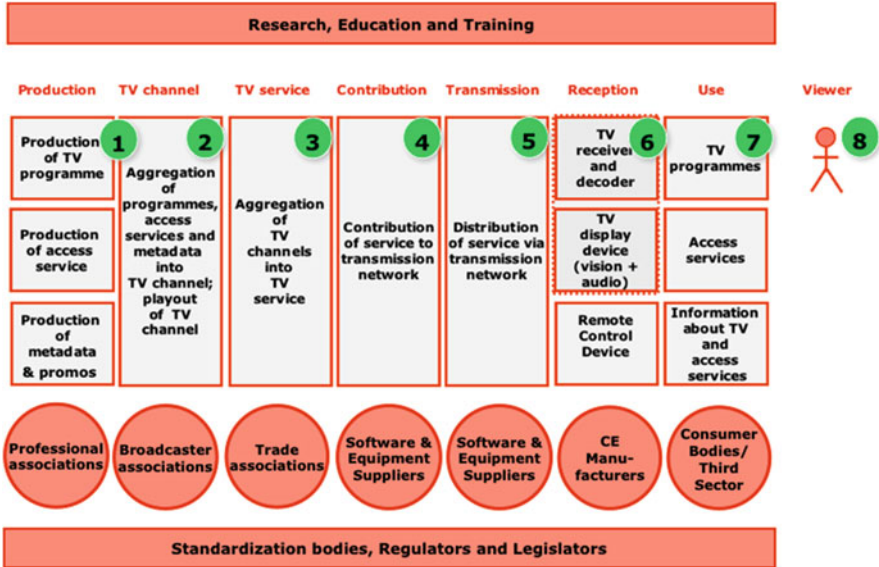 Research, Education and Training
Production
TV channel
TV service
Contribution
Transmission
Reception
Use
Viewer
1
Production
of TV
programme
Production
of access
service
Production
of
metadata
& promos
2
Aggregation
of
programmes,
access
services and
metadata
into
TV channel;
playout
of TV
channel
3
Aggregation
of
TV
channels
into
TV
service
4
Contribution
of service to
transmission
network
5
Distribution
of service via
transmission
network
6
TV
receiver
and
decoder
TV
display
device
(vision +
audio)
Remote
Control
Device
7
TV
programmes
Access
services
Information
about TV
and
access
services
8
Professional
associations
Broadcaster
associations
Trade
associations
Software &
Equipment
Suppliers
Software &
Equipment
Suppliers
CE
Manu-
facturers
Consumer
Bodies/
Third
Sector
Standardization bodies, Regulators and Legislators